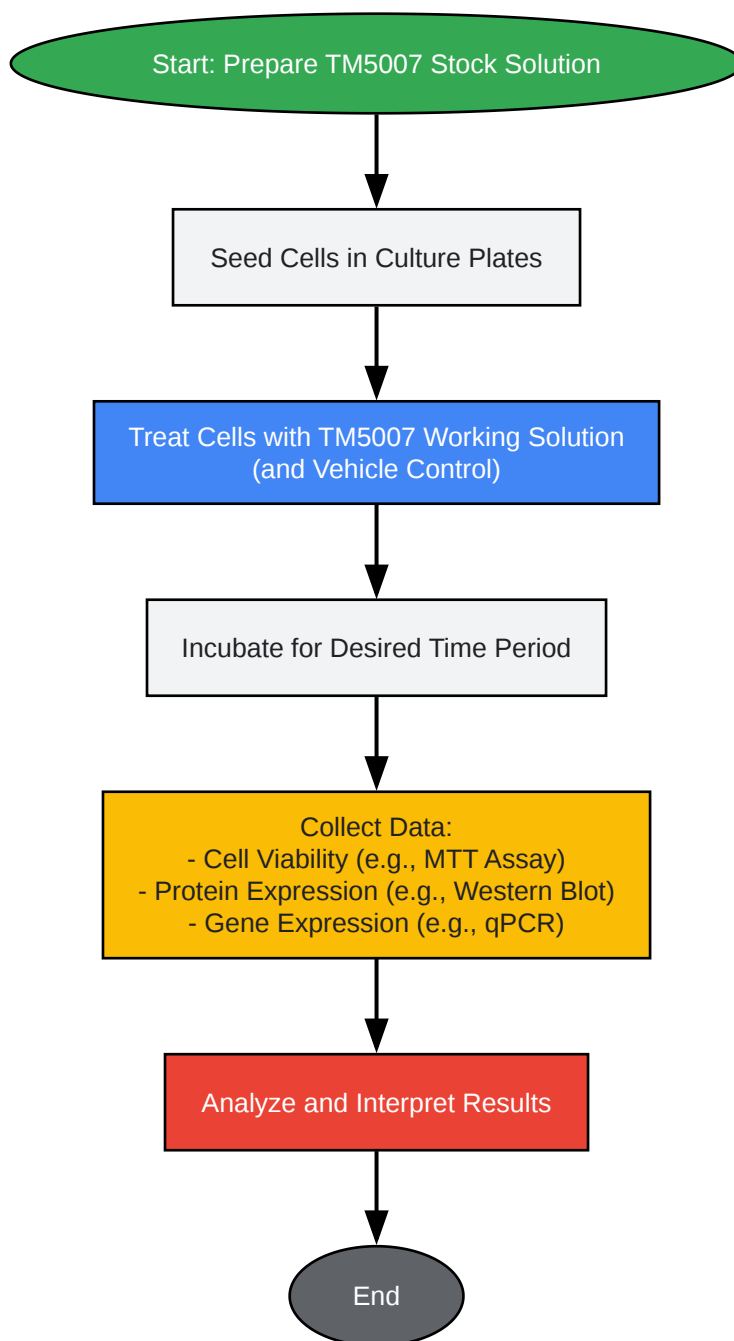 Start: Prepare TM5007 Stock Solution
Seed Cells in Culture Plates
Treat Cells with TM5007 Working Solution
(and Vehicle Control)
Incubate for Desired Time Period
Collect Data:
- Cell Viability (e.g., MTT Assay)
- Protein Expression (e.g., Western Blot)
- Gene Expression (e.g., qPCR)
Analyze and Interpret Results
End